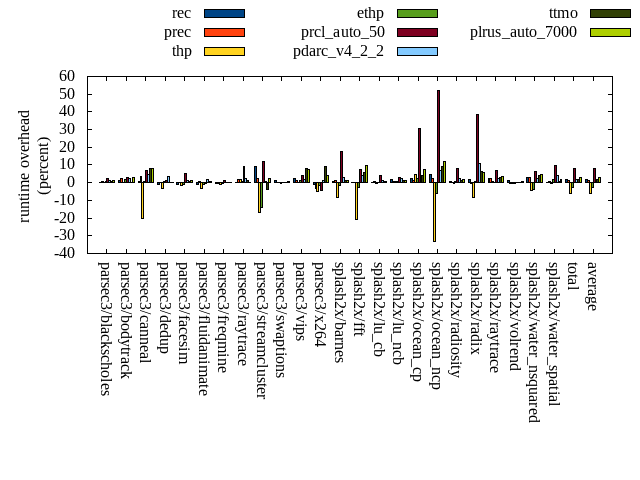 rec
prec
thp
ethp
prcl_auto_50
pdarc_v4_2_2
ttmo
plrus_auto_7000
runtime overhead
(percent)
60
50
40
30
20
10
0
-10
-20
-30
-40
parsec3/blackscholes
parsec3/bodytrack
parsec3/canneal
parsec3/dedup
parsec3/facesim
parsec3/fluidanimate
parsec3/freqmine
parsec3/raytrace
parsec3/streamcluster
parsec3/swaptions
parsec3/vips
parsec3/x264
splash2x/barnes
splash2x/fft
splash2x/lu_cb
splash2x/lu_ncb
splash2x/ocean_cp
splash2x/ocean_ncp
splash2x/radiosity
splash2x/radix
splash2x/raytrace
splash2x/volrend
splash2x/water_nsquared
splash2x/water_spatial
total
average